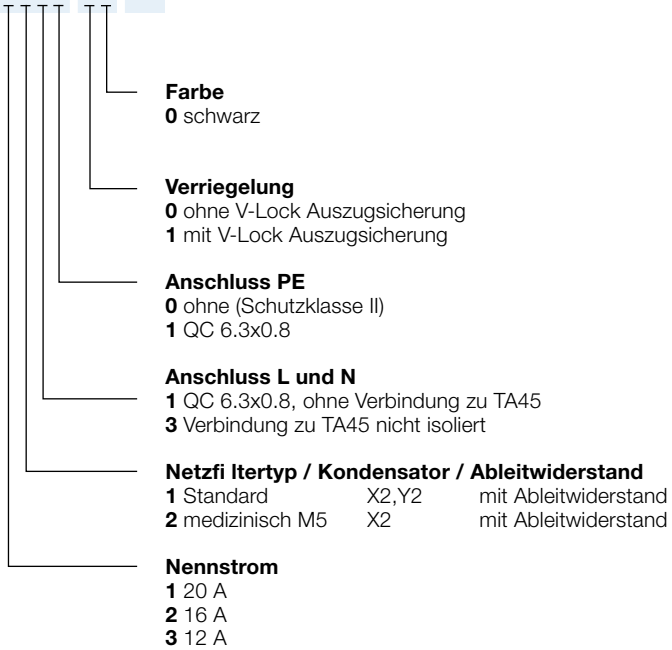 Farbe
0 schwarz
Verriegelung
0 ohne V-Lock Auszugsicherung
1 mit V-Lock Auszugsicherung
Anschluss PE
0 ohne (Schutzklasse II)
1 QC 6.3x0.8
Anschluss L und N
1 QC 6.3x0.8, ohne Verbindung zu TA45
3 Verbindung zu TA45 nicht isoliert
Netzfi ltertyp / Kondensator / Ableitwiderstand
1 Standard X2,Y2 mit Ableitwiderstand
2 medizinisch M5 X2 mit Ableitwiderstand
Nennstrom
1 20 A
2 16 A
3 12 A